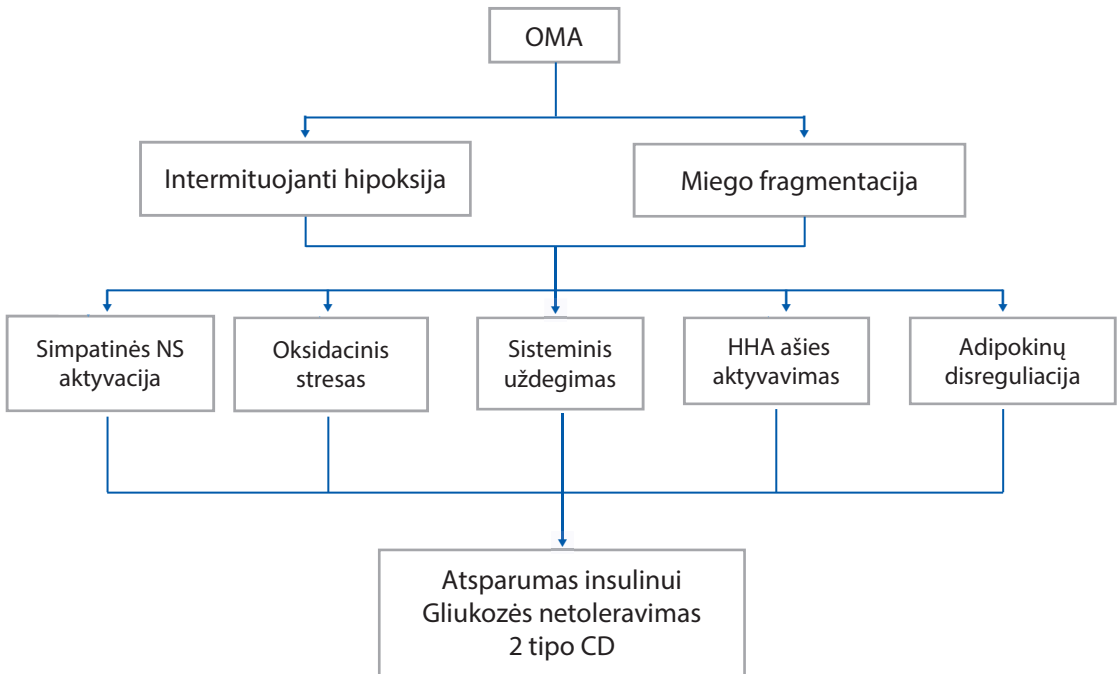 OMA
Intermituojanti hipoksija
Miego fragmentacija
Simpatinės NS
aktyvacija
Oksidacinis
stresas
Sisteminis
uždegimas
HHA ašies
aktyvavimas
Adipokinų
disreguliacija
Atsparumas insulinui
Gliukozės netoleravimas
2 tipo CD